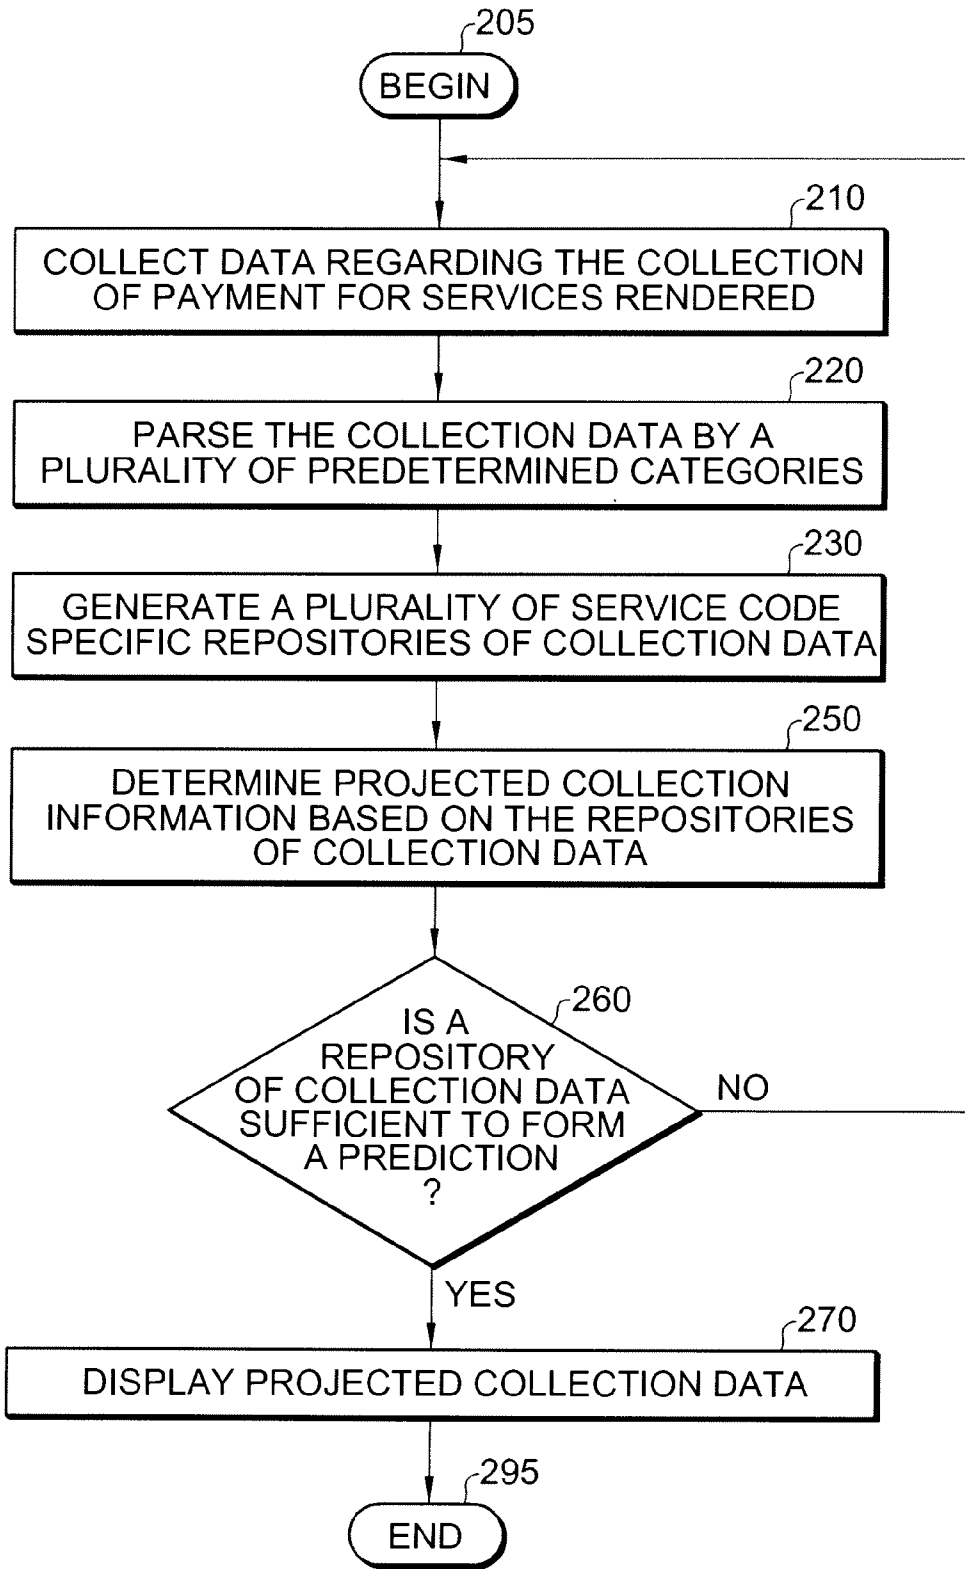 205
BEGIN
210
COLLECT DATA REGARDING THE COLLECTION
OF PAYMENT FOR SERVICES RENDERED
220
PARSE THE COLLECTION DATA BY A
PLURALITY OF PREDETERMINED CATEGORIES
230
GENERATE A PLURALITY OF SERVICE CODE
SPECIFIC REPOSITORIES OF COLLECTION DATA
250
DETERMINE PROJECTED COLLECTION
INFORMATION BASED ON THE REPOSITORIES
OF COLLECTION DATA
260
IS A
REPOSITORY
OF COLLECTION DATA
SUFFICIENT TO FORM
A PREDICTION
?
NO
YES
270
DISPLAY PROJECTED COLLECTION DATA
295
END